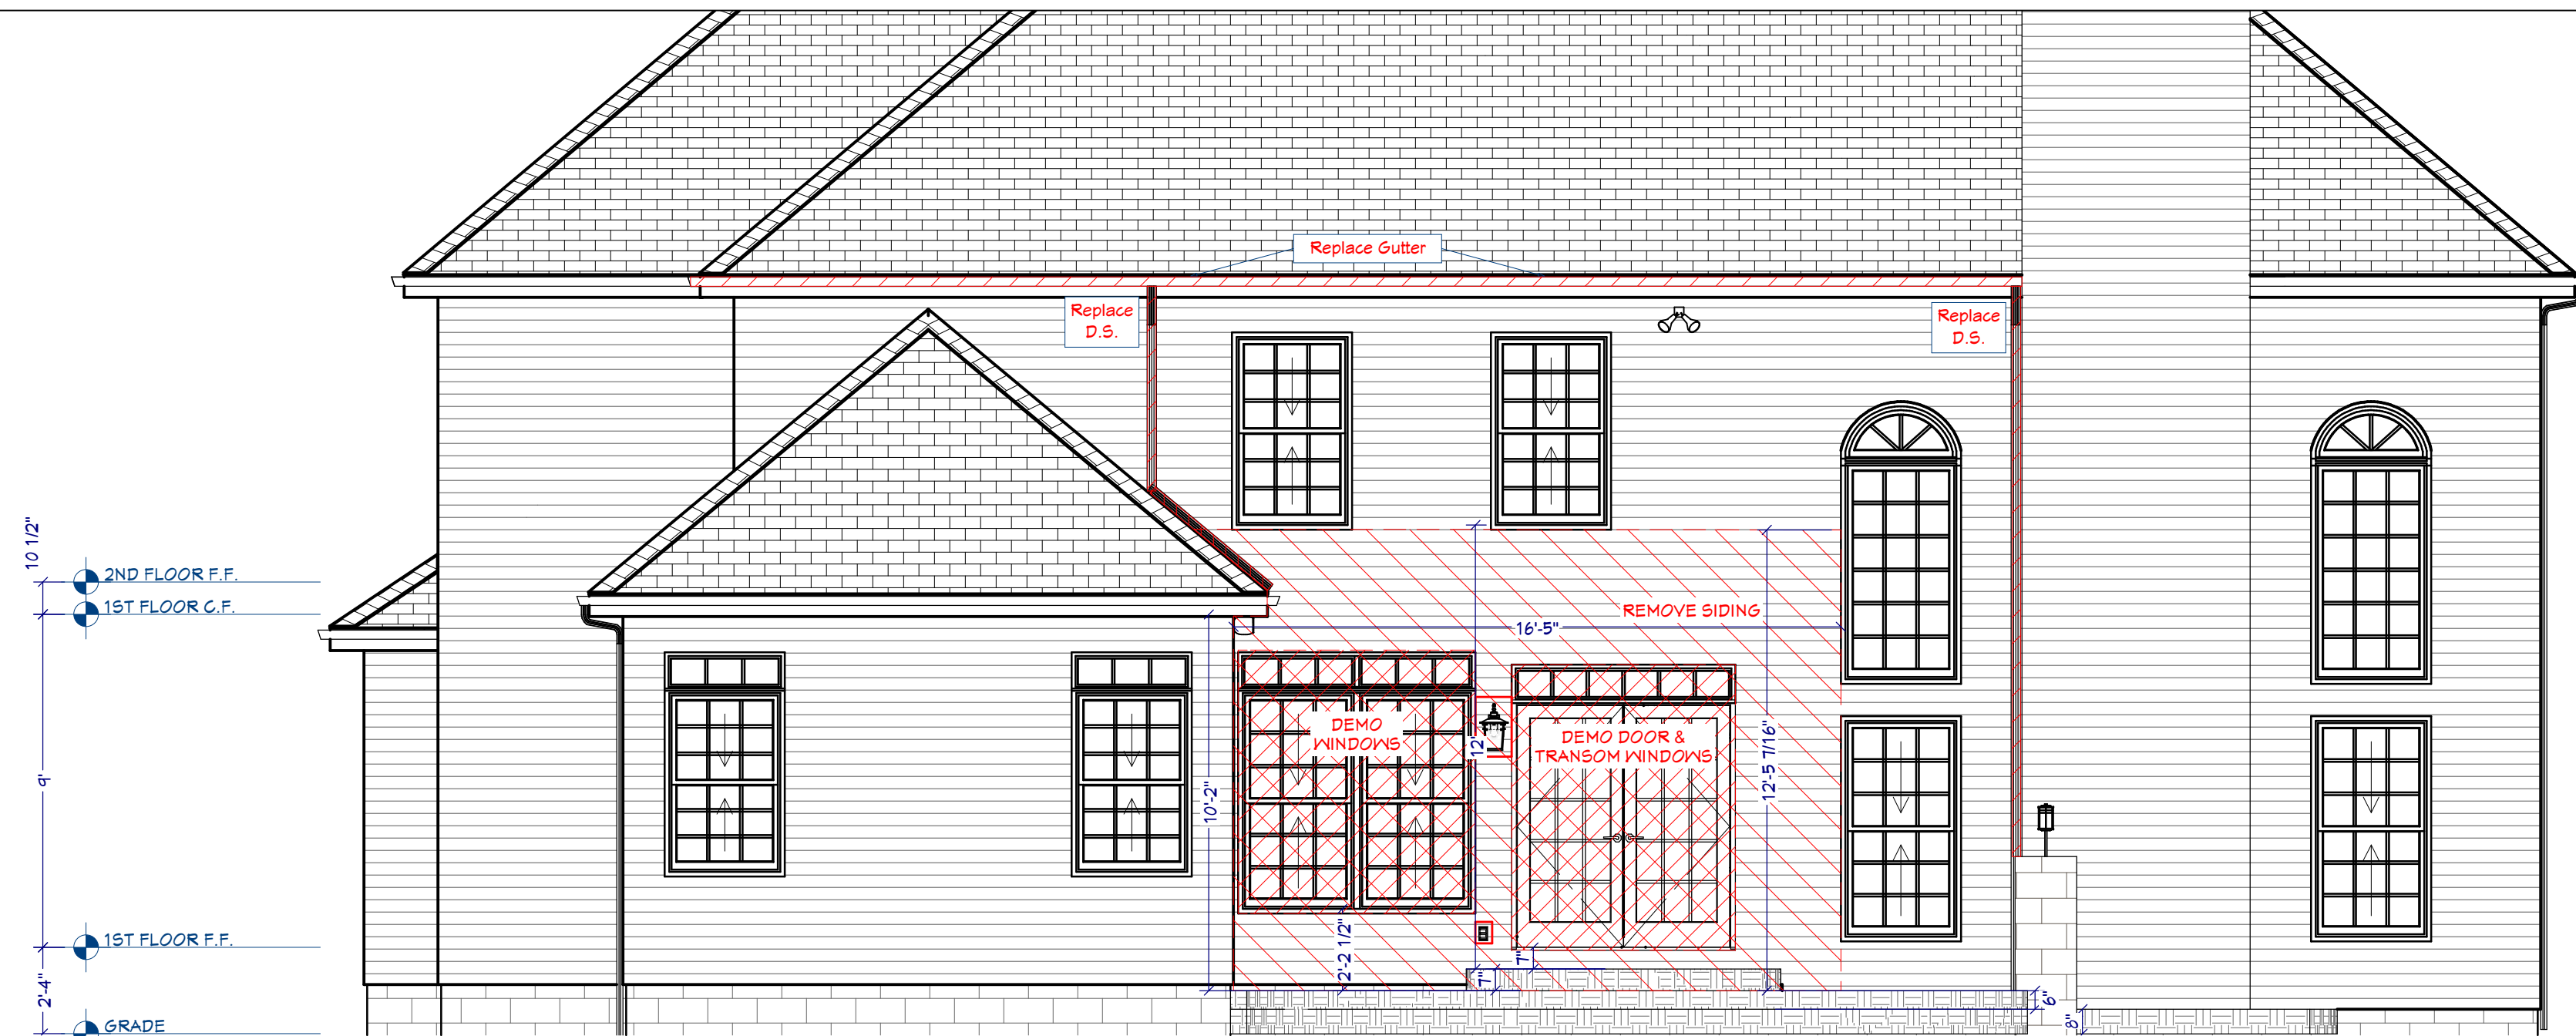 Replace Gutter
Replace
D.S.
Replace
D.S.
10 1/2"
2ND FLOOR F.F.
1ST FLOOR C.F.
REMOVE SIDING
16'-5"
DEMO
WINDOWS
12'
DEMO DOOR &
TRANSOM WINDOWS
12'-5 7/16"
9'
10'-2"
1ST FLOOR F.F.
2'-2 1/2"
7"
7"
2'-4"
6"
8"
GRADE